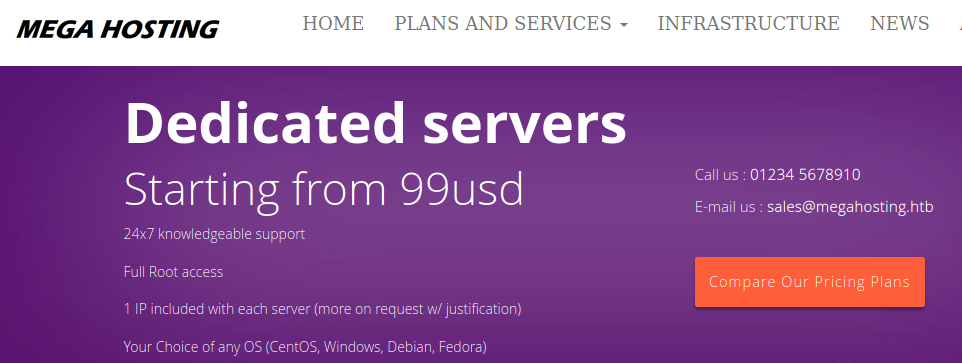 MEGA HOSTING
HOME PLANS AND SERVICES INFRASTRUCTURE NEWS
Dedicated servers
Starting from 99usd
24x7 knowledgeable support
Full Root access
1 IP included with each server (more on request w/ justification)
Your Choice of any OS (CentOS, Windows, Debian, Fedora)
Call us : 01234 5678910
E-mail us : sales@megahosting.htb
Compare Our Pricing Plans